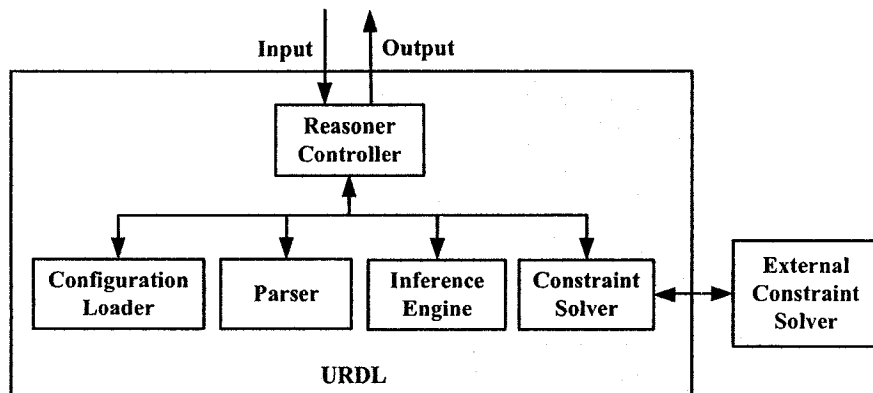 Input
Output
Reasoner
Controller
Configuration
Loader
Parser
Inference
Engine
Constraint
Solver
External
Constraint
Solver
URDL